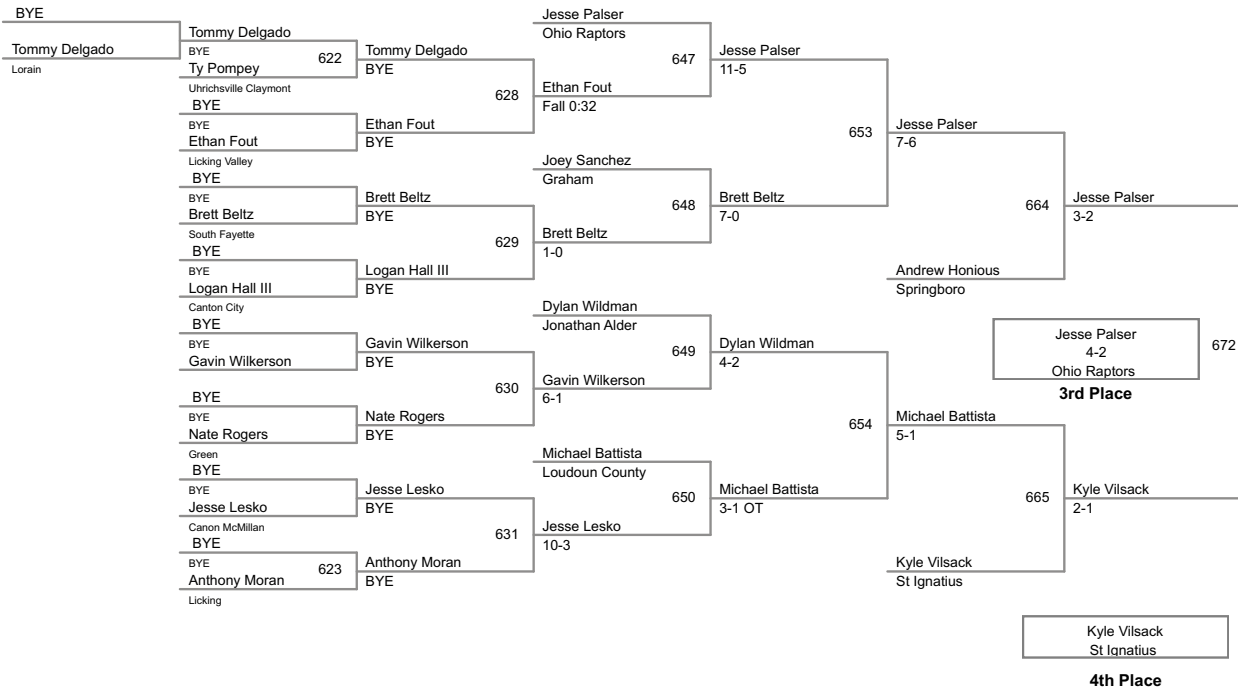 BYE
Tommy Delgado
Lorain
Tommy Delgado
BYE
622
Ty Pompey
Uhrichsville Claymont
BYE
BYE
Ethan Fout
Licking Valley
BYE
BYE
Brett Beltz
South Fayette
BYE
BYE
Logan Hall III
Canton City
BYE
BYE
Gavin Wilkerson
BYE
BYE
Nate Rogers
Green
BYE
BYE
Jesse Lesko
Canon McMillan
BYE
BYE
623
Anthony Moran
Licking
Tommy Delgado
BYE
628
Ethan Fout
BYE
Brett Beltz
BYE
629
Logan Hall III
BYE
Gavin Wilkerson
BYE
630
Nate Rogers
BYE
Jesse Lesko
BYE
631
Anthony Moran
BYE
Jesse Palser
Ohio Raptors
647
Ethan Fout
Fall 0:32
Joey Sanchez
Graham
648
Brett Beltz
1-0
Dylan Wildman
Jonathan Alder
649
Gavin Wilkerson
6-1
Michael Battista
Loudoun County
650
Jesse Lesko
10-3
Jesse Palser
11-5
653
Brett Beltz
7-0
Dylan Wildman
4-2
654
Michael Battista
3-1 OT
Jesse Palser
7-6
664
Andrew Honious
Springboro
Michael Battista
5-1
665
Kyle Vilsack
St Ignatius
Jesse Palser
3-2
Kyle Vilsack
2-1
Jesse Palser
4-2
Ohio Raptors
672
3rd Place
Kyle Vilsack
St Ignatius
4th Place